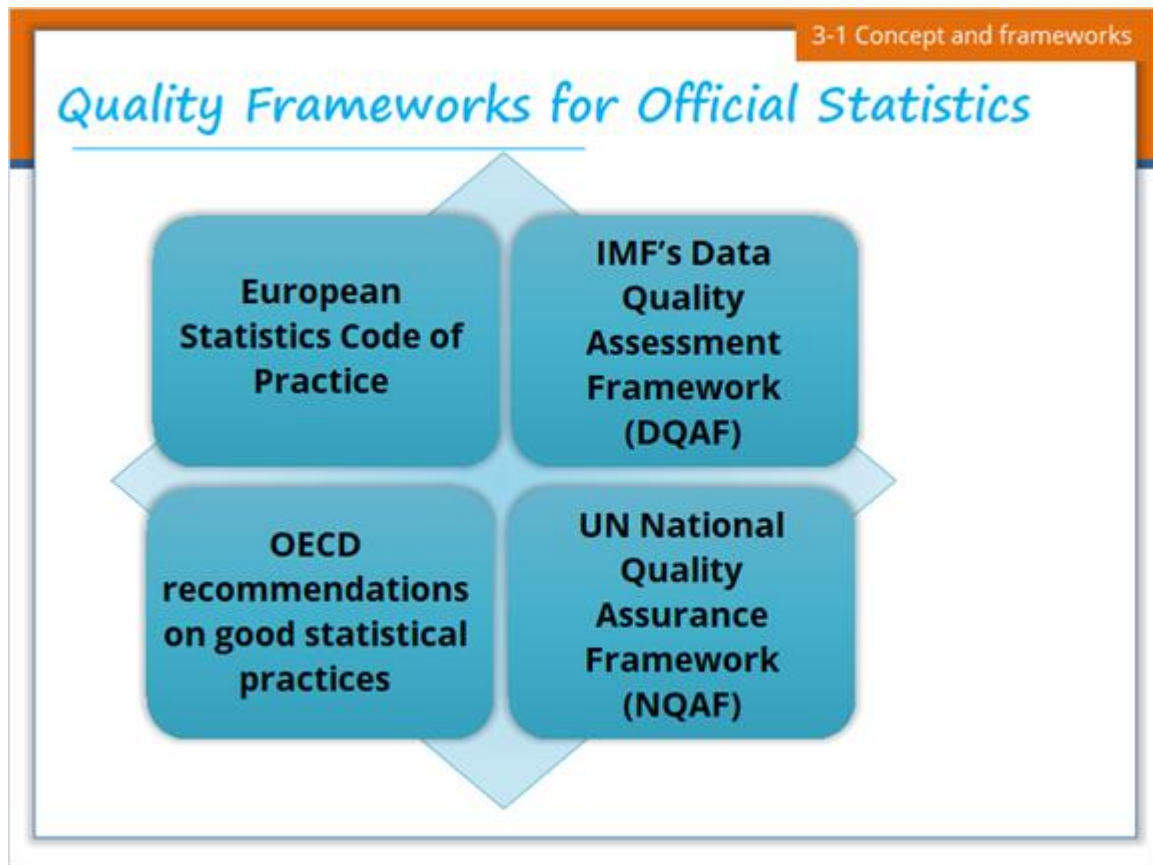 3-1 Concept and frameworks
Quality Frameworks for Official Statistics
European
Statistics Code of
Practice
IMF’s Data
Quality
Assessment
Framework
(DQAF)
OECD
recommendations
on good statistical
practices
UN National
Quality
Assurance
Framework
(NQAF)